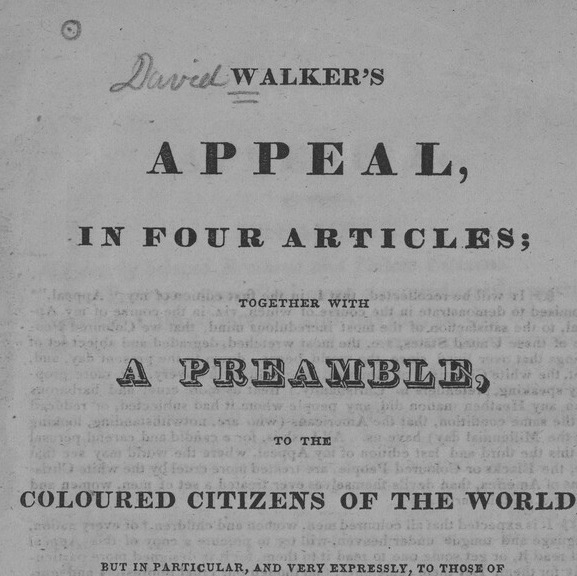 David WALKER'S
APPEAL,
IN FOUR ARTICLES;
TOGETHER WITH
A PREAMBLE,
TO THE
COLOURED CITIZENS OF THE WORLD
BUT IN PARTICULAR, AND VERY EXPRESSLY, TO THOSE OF